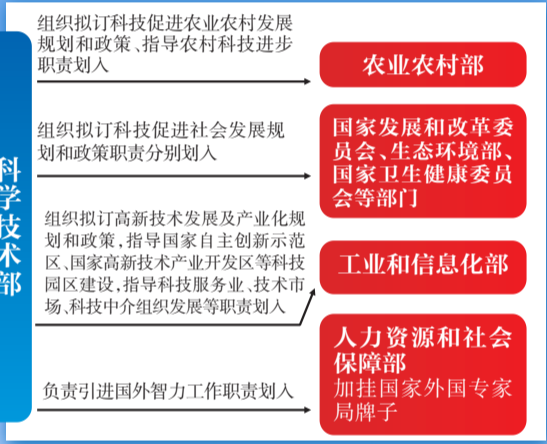 科学技术部
组织拟订科技促进农业农村发展
规划和政策、指导农村科技进步
职责划入
农业农村部
组织拟订科技促进社会发展规
划和政策职责分别划入
国家发展和改革委
员会、生态环境部、
国家卫生健康委员
会等部门
组织拟订高新技术发展及产业化规
划和政策，指导国家自主创新示范
区、国家高新技术产业开发区等科技
园区建设，指导科技服务业、技术市
场、科技中介组织发展等职责划入
工业和信息化部
负责引进国外智力工作职责划入
人力资源和社会
保障部
加挂国家外国专家
局牌子